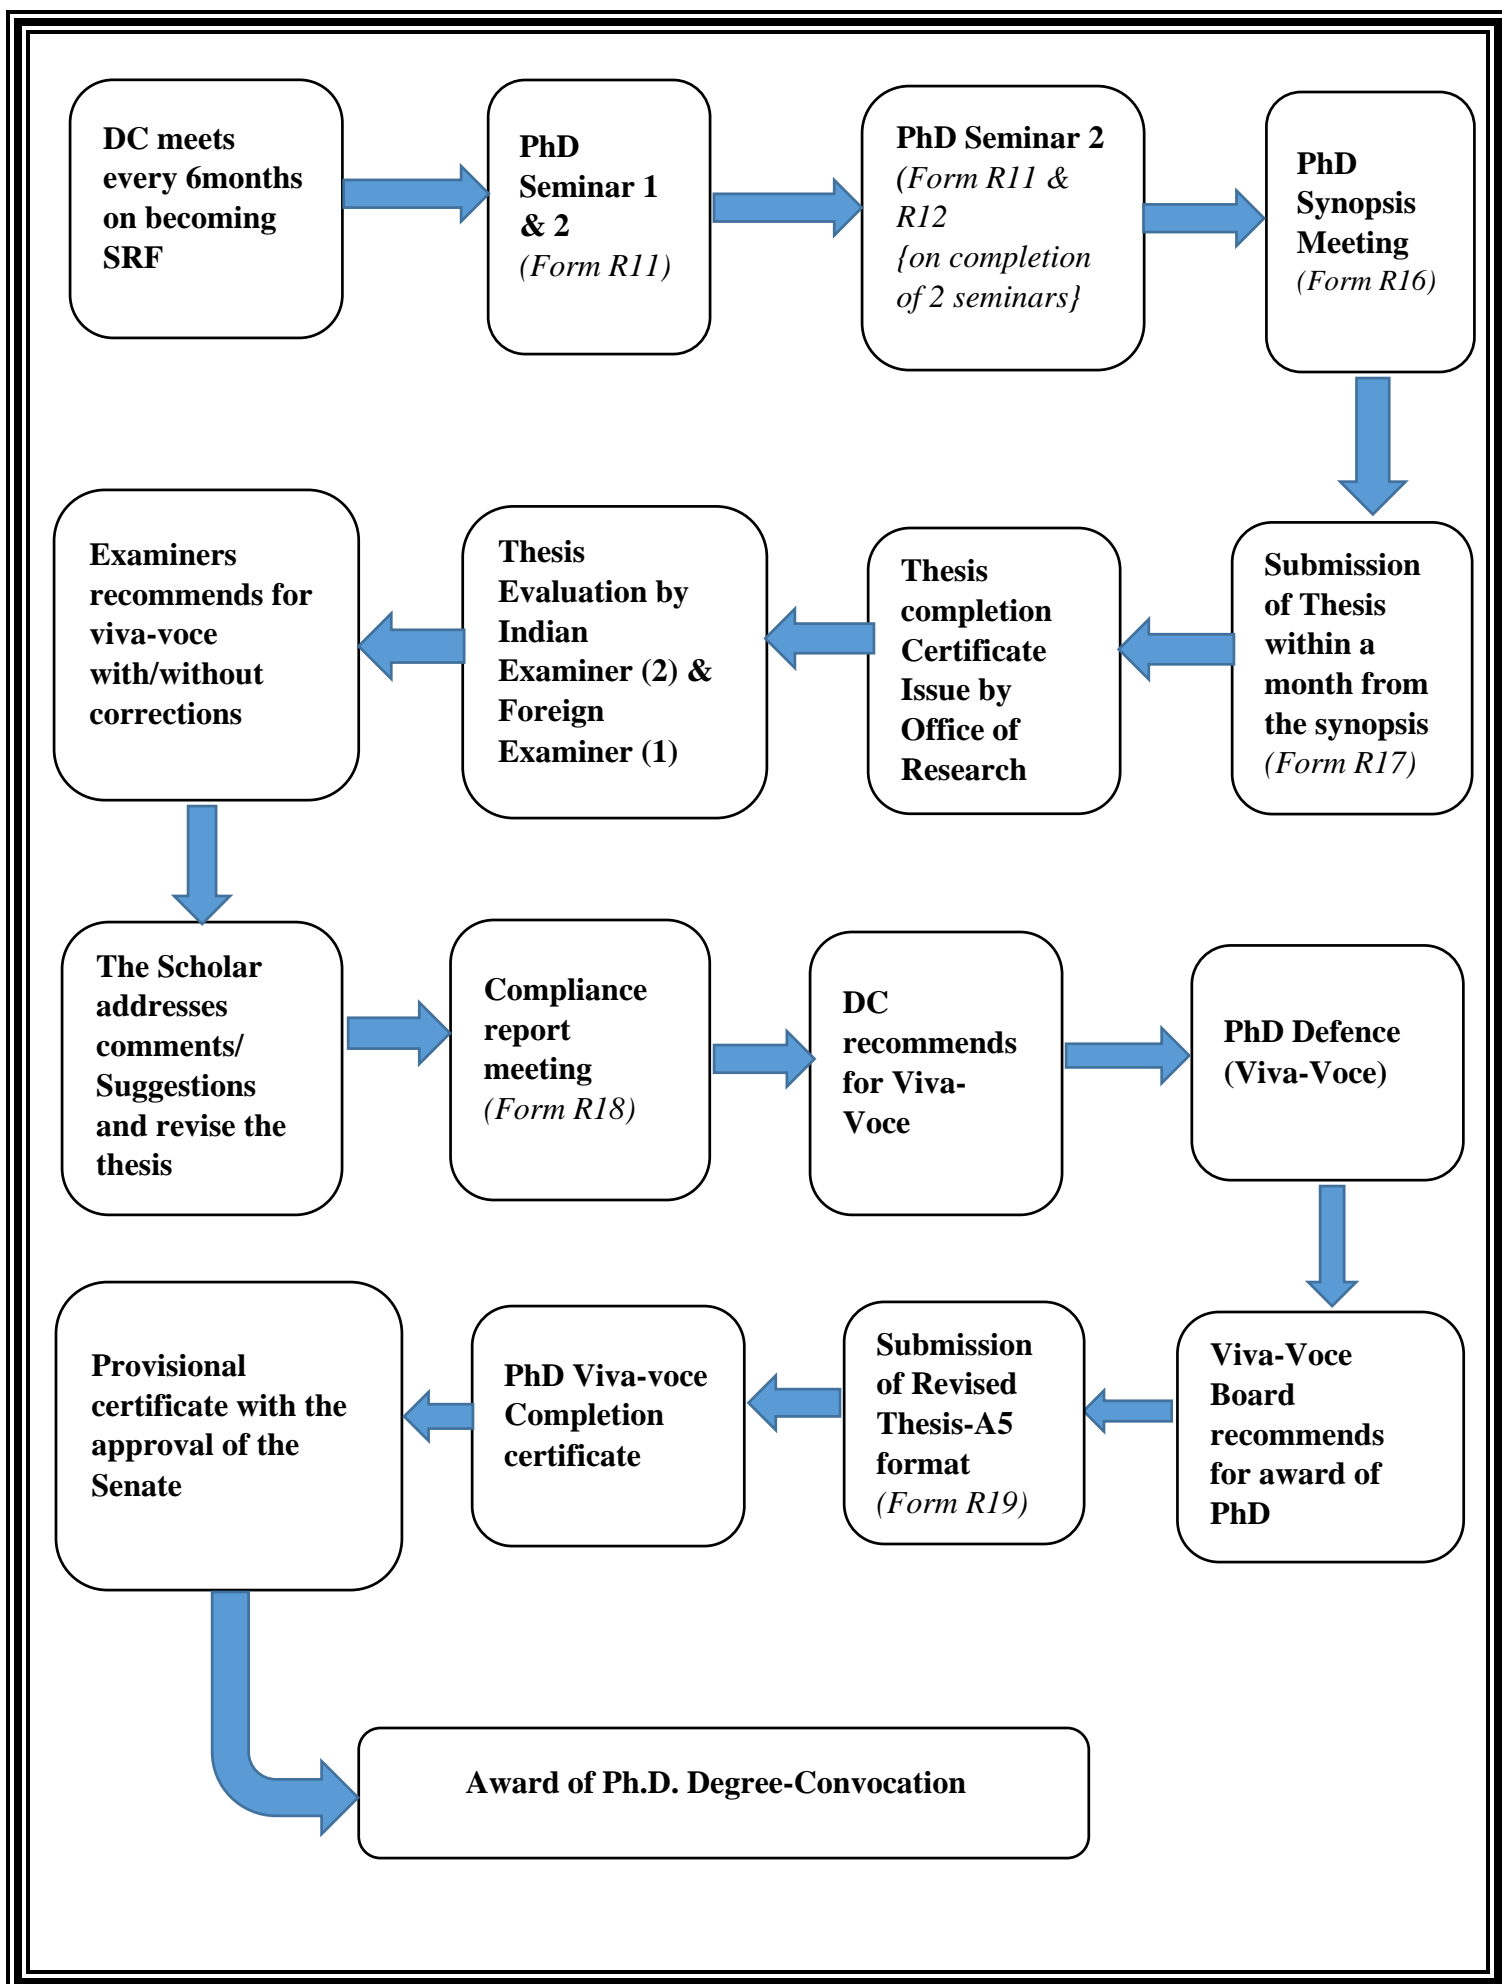 DC meets
every 6months
on becoming
SRF
PhD
Seminar 1
& 2
(Form R11)
PhD Seminar 2
(Form R11 &
R12
{on completion
of 2 seminars}
PhD
Synopsis
Meeting
(Form R16)
Submission
of Thesis
within a
month from
the synopsis
(Form R17)
Thesis
completion
Certificate
Issue by
Office of
Research
Thesis
Evaluation by
Indian
Examiner (2) &
Foreign
Examiner (1)
Examiners
recommends for
viva-voce
with/without
corrections
The Scholar
addresses
comments/
Suggestions
and revise the
thesis
Compliance
report
meeting
(Form R18)
DC
recommends
for Viva-
Voce
PhD Defence
(Viva-Voce)
Viva-Voce
Board
recommends
for award of
PhD
Submission
of Revised
Thesis-A5
format
(Form R19)
PhD Viva-voce
Completion
certificate
Provisional
certificate with the
approval of the
Senate
Award of Ph.D. Degree-Convocation